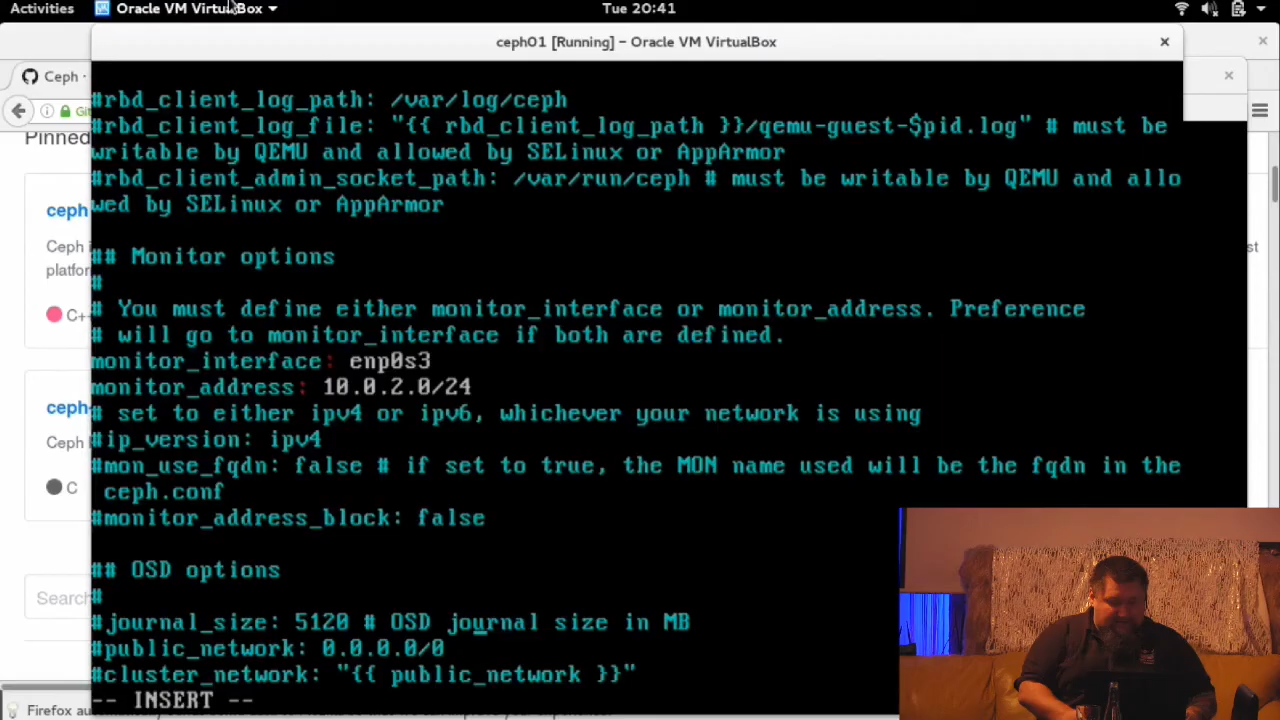 Activities Oracle VM VirtualBox Tue 20:41
ceph01 [Running] – Oracle VM VirtualBox
Ceph ·
Pinned
ceph
Ceph i
platfor
C++
ceph-
Ceph
C
Search
st
#rbd_client_log_path: /var/log/ceph
#rbd_client_log_file: "{{ rbd_client_log_path }}/qemu-guest-$pid.log" # must be
writable by QEMU and allowed by SELinux or AppArmor
#rbd_client_admin_socket_path: /var/run/ceph # must be writable by QEMU and allo
wed by SELinux or AppArmor
## Monitor options
#
# You must define either monitor_interface or monitor_address. Preference
# will go to monitor_interface if both are defined.
monitor_interface: enp0s3
monitor_address: 10.0.2.0/24
# set to either ipv4 or ipv6, whichever your network is using
#ip_version: ipv4
#mon_use_fqdn: false # if set to true, the MON name used will be the fqdn in the
ceph.conf
#monitor_address_block: false
## OSD options
#
#journal_size: 5120 # OSD journal size in MB
#public_network: 0.0.0.0/0
#cluster_network: "{{ public_network }}"
-- INSERT --
Firefox